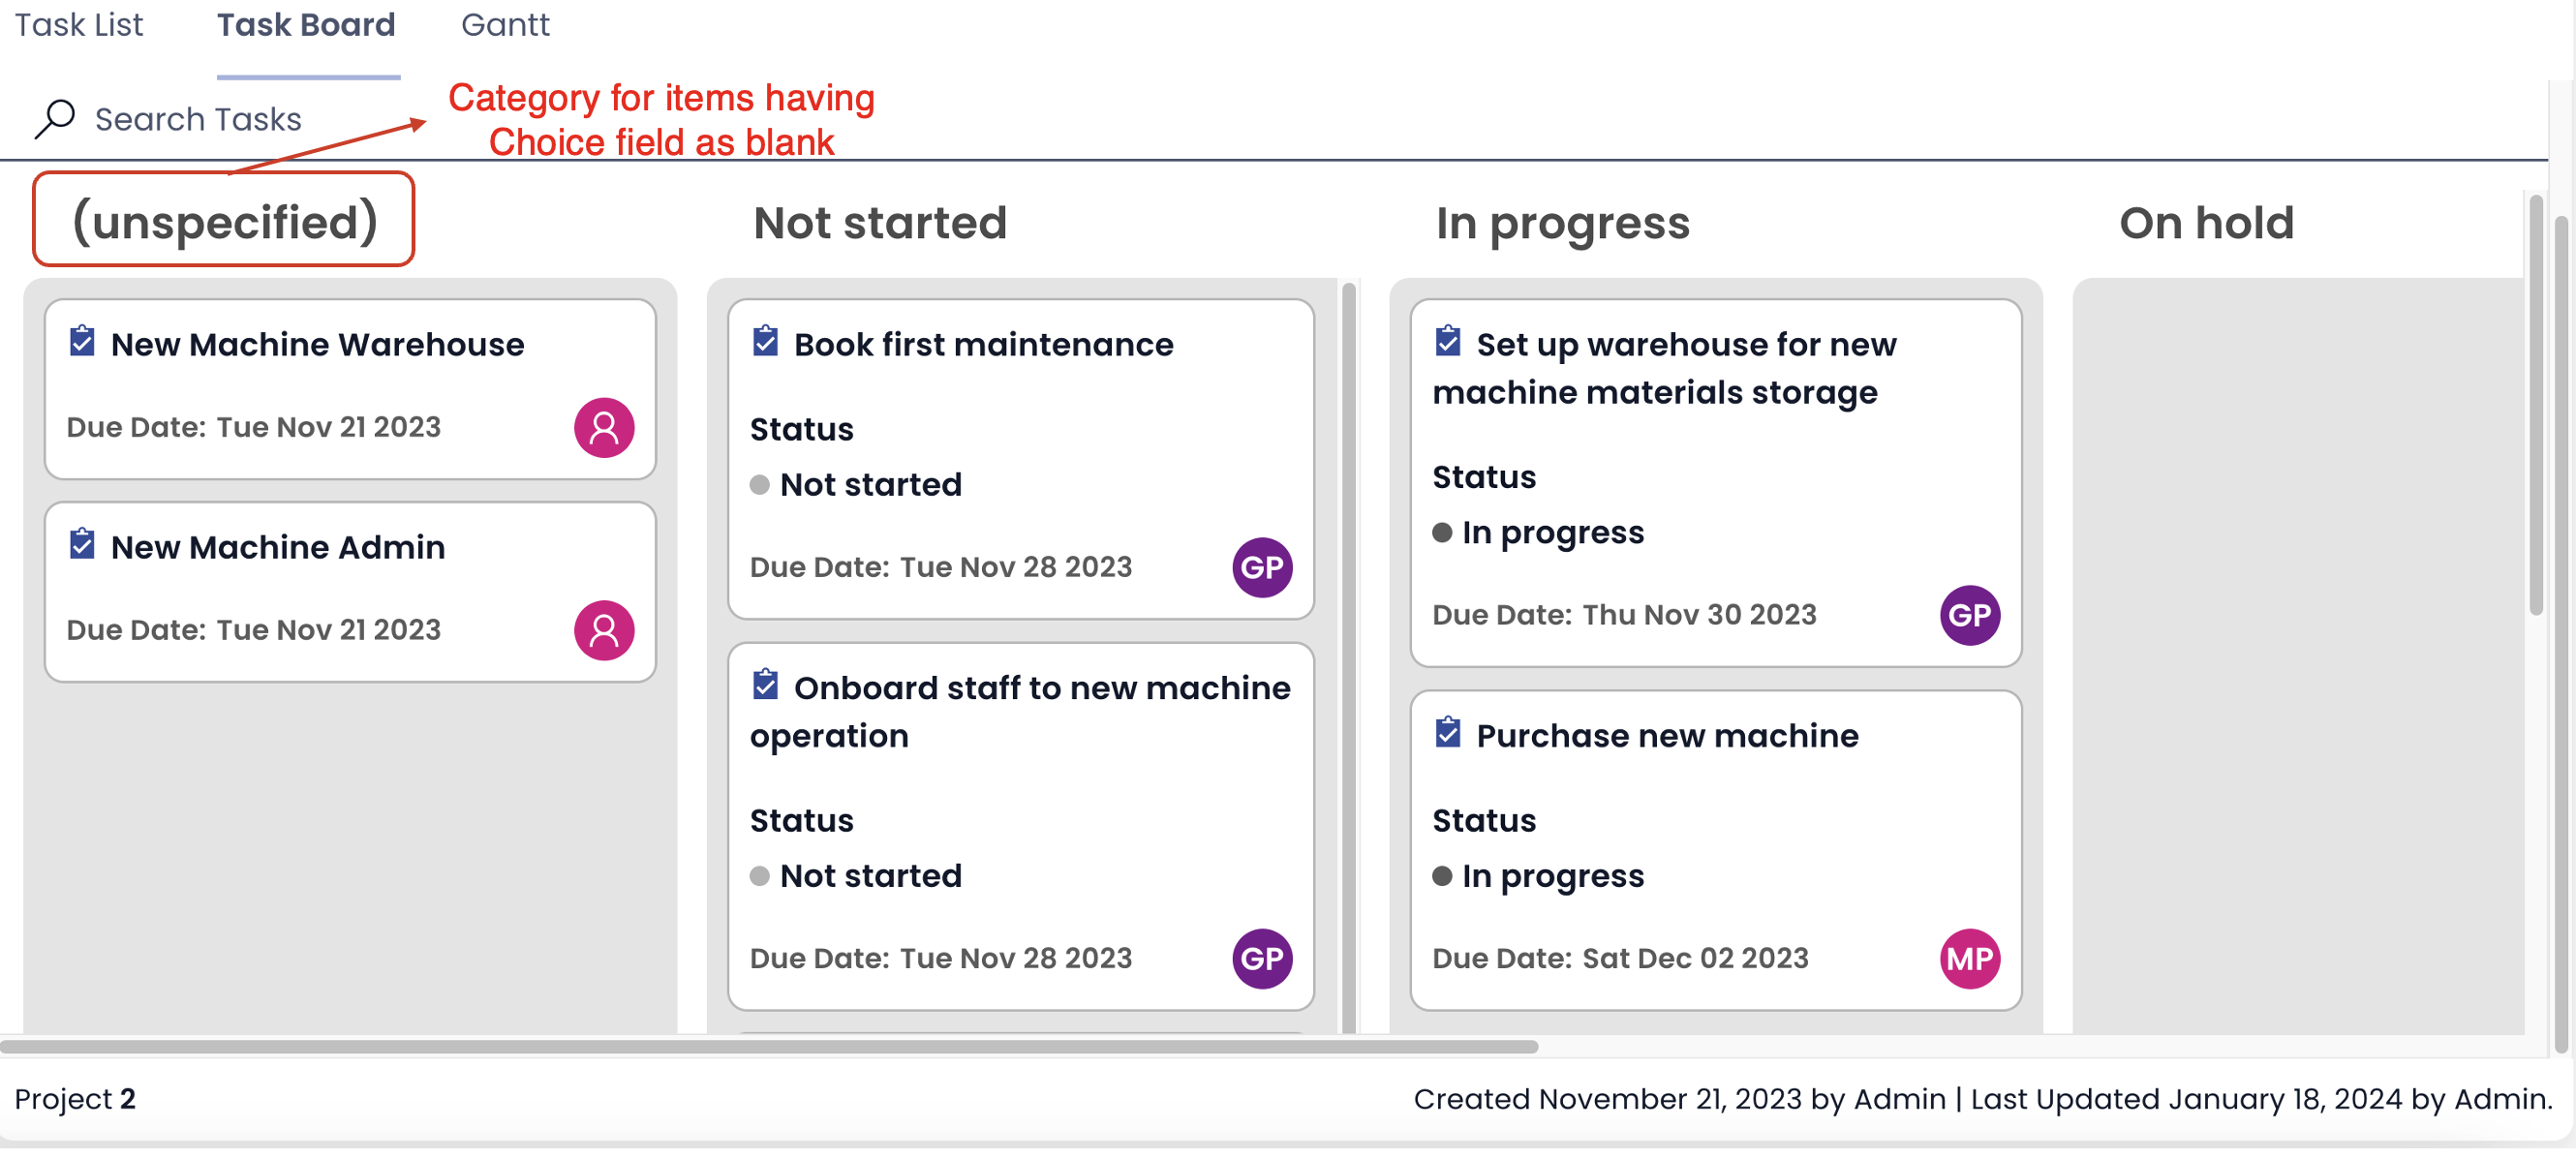 Task List
Task Board
Gantt
Search Tasks
Category for items having
Choice field as blank
(unspecified)
New Machine Warehouse
Due Date: Tue Nov 21 2023
New Machine Admin
Due Date: Tue Nov 21 2023
Not started
Book first maintenance
Status
Not started
Due Date: Tue Nov 28 2023
GP
Onboard staff to new machine
operation
Status
Not started
Due Date: Tue Nov 28 2023
GP
In progress
Set up warehouse for new
machine materials storage
Status
In progress
Due Date: Thu Nov 30 2023
GP
Purchase new machine
Status
In progress
Due Date: Sat Dec 02 2023
MP
On hold
Project 2
Created November 21, 2023 by Admin | Last Updated January 18, 2024 by Admin.